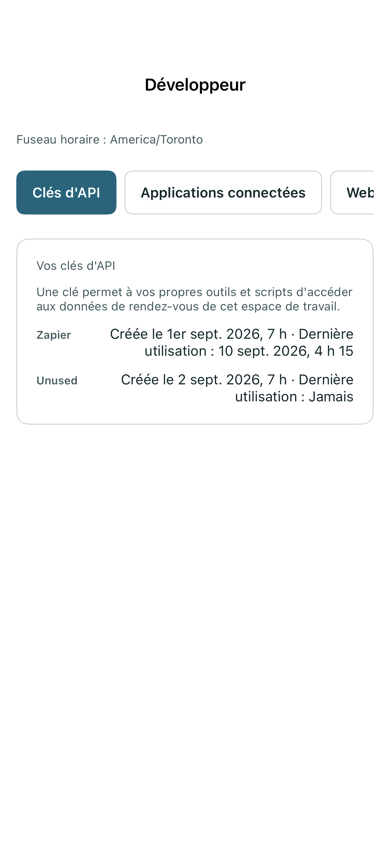 Développeur
Fuseau horaire : America/Toronto
Clés d'API
Applications connectées
Web
Vos clés d'API
Une clé permet à vos propres outils et scripts d'accéder
aux données de rendez-vous de cet espace de travail.
Zapier
Créée le 1er sept. 2026, 7 h · Dernière
utilisation : 10 sept. 2026, 4 h 15
Unused
Créée le 2 sept. 2026, 7 h · Dernière
utilisation : Jamais